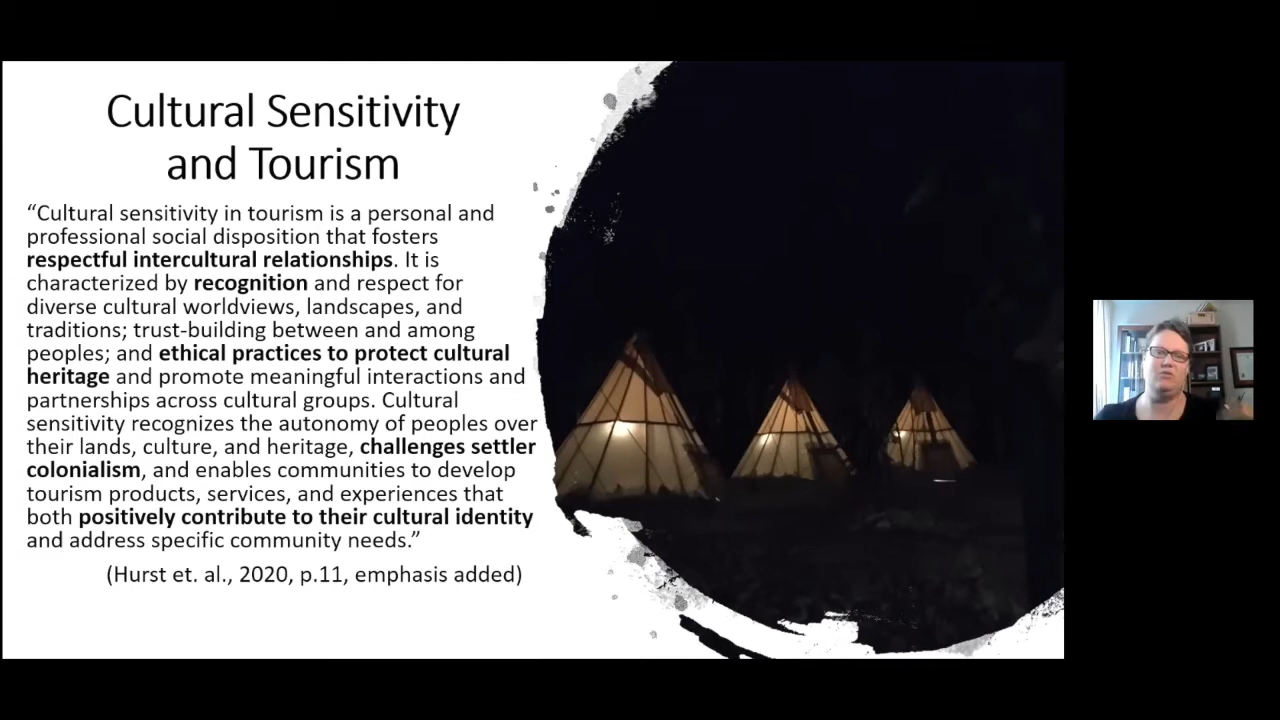 Cultural Sensitivity
and Tourism
“Cultural sensitivity in tourism is a personal and
professional social disposition that fosters
respectful intercultural relationships. It is
characterized by recognition and respect for
diverse cultural worldviews, landscapes, and
traditions; trust-building between and among
peoples; and ethical practices to protect cultural
heritage and promote meaningful interactions and
partnerships across cultural groups. Cultural
sensitivity recognizes the autonomy of peoples over
their lands, culture, and heritage, challenges settler
colonialism, and enables communities to develop
tourism products, services, and experiences that
both positively contribute to their cultural identity
and address specific community needs.”
(Hurst et. al., 2020, p.11, emphasis added)